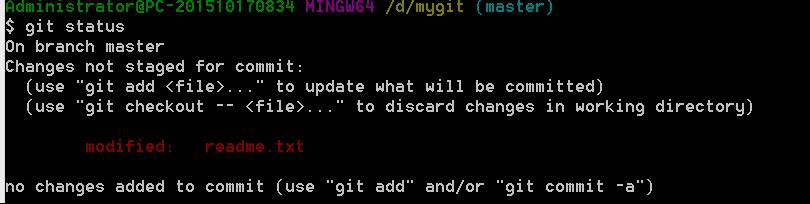 Administrator@PC-201510170834 MINGW64 /d/mygit (master)
$ git status
On branch master
Changes not staged for commit:
  (use "git add <file>..." to update what will be committed)
  (use "git checkout -- <file>..." to discard changes in working directory)
        modified:   readme.txt
no changes added to commit (use "git add" and/or "git commit -a")